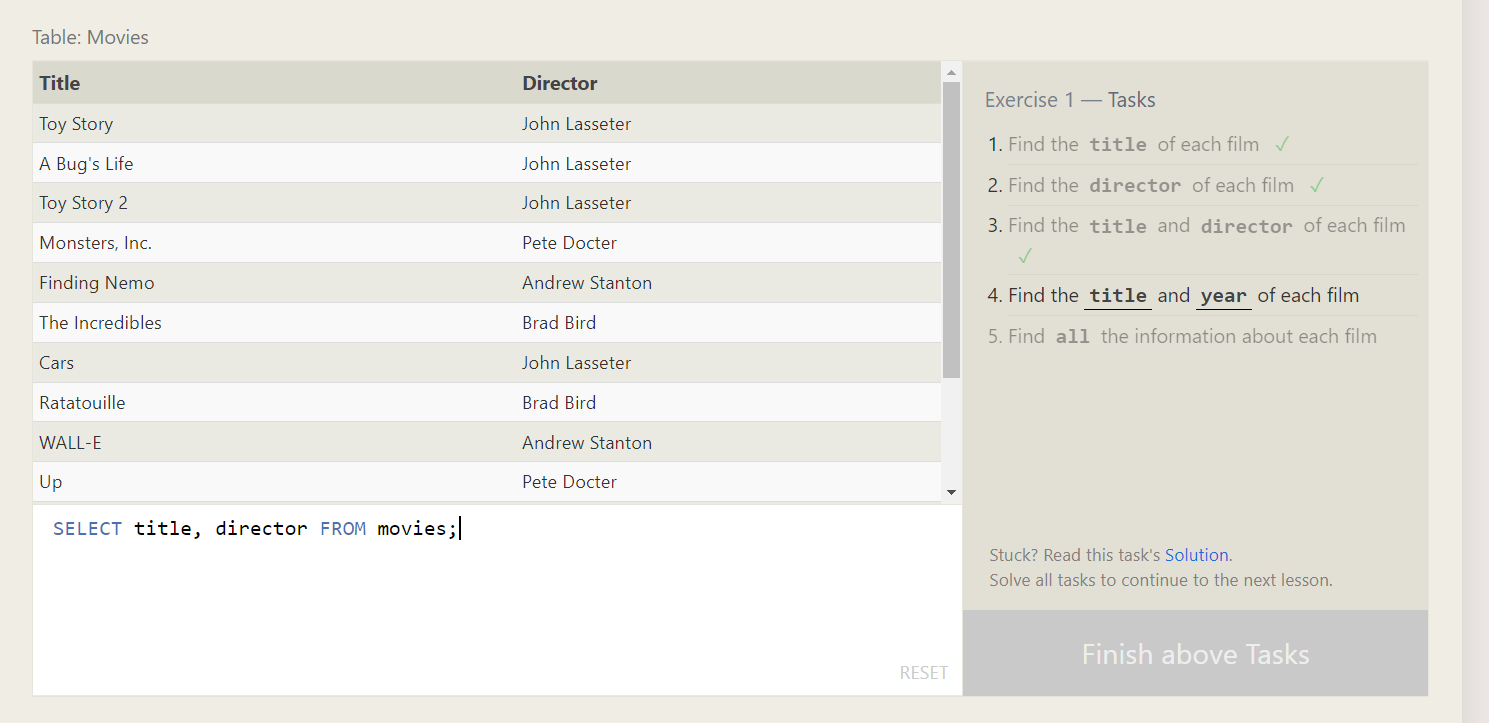 Table: Movies
Title Director
Toy Story John Lasseter
A Bug's Life John Lasseter
Toy Story 2 John Lasseter
Monsters, Inc. Pete Docter
Finding Nemo Andrew Stanton
The Incredibles Brad Bird
Cars John Lasseter
Ratatouille Brad Bird
WALL-E Andrew Stanton
Up Pete Docter
SELECT title, director FROM movies;
RESET
Exercise 1 — Tasks
1. Find the title of each film ✓
2. Find the director of each film ✓
3. Find the title and director of each film
✓
4. Find the title and year of each film
5. Find all the information about each film
Stuck? Read this task's Solution.
Solve all tasks to continue to the next lesson.
Finish above Tasks